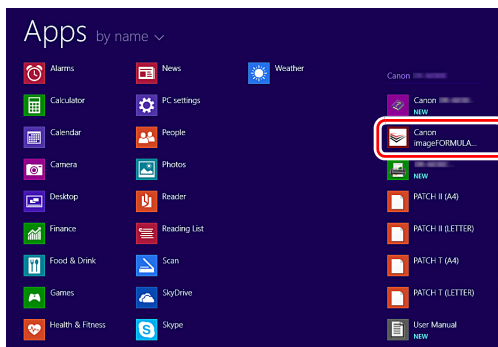 Apps by name
Alarms
Calculator
Calendar
Camera
Desktop
Finance
Food & Drink
Games
Health & Fitness
News
PC settings
People
Photos
Reader
Reading List
Scan
SkyDrive
Skype
Weather
Canon
Canon
NEW
Canon
imageFORMULA...
NEW
PATCH II (A4)
PATCH II (LETTER)
PATCH T (A4)
PATCH T (LETTER)
User Manual
NEW